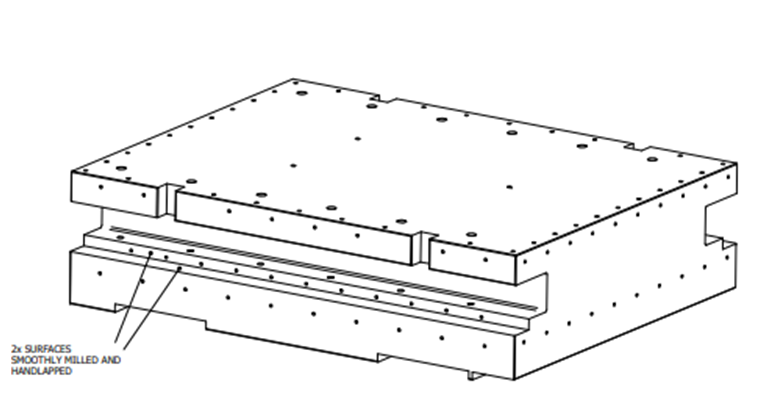 2x SURFACES
SMOOTHLY MILLED AND
HANDLAPPED